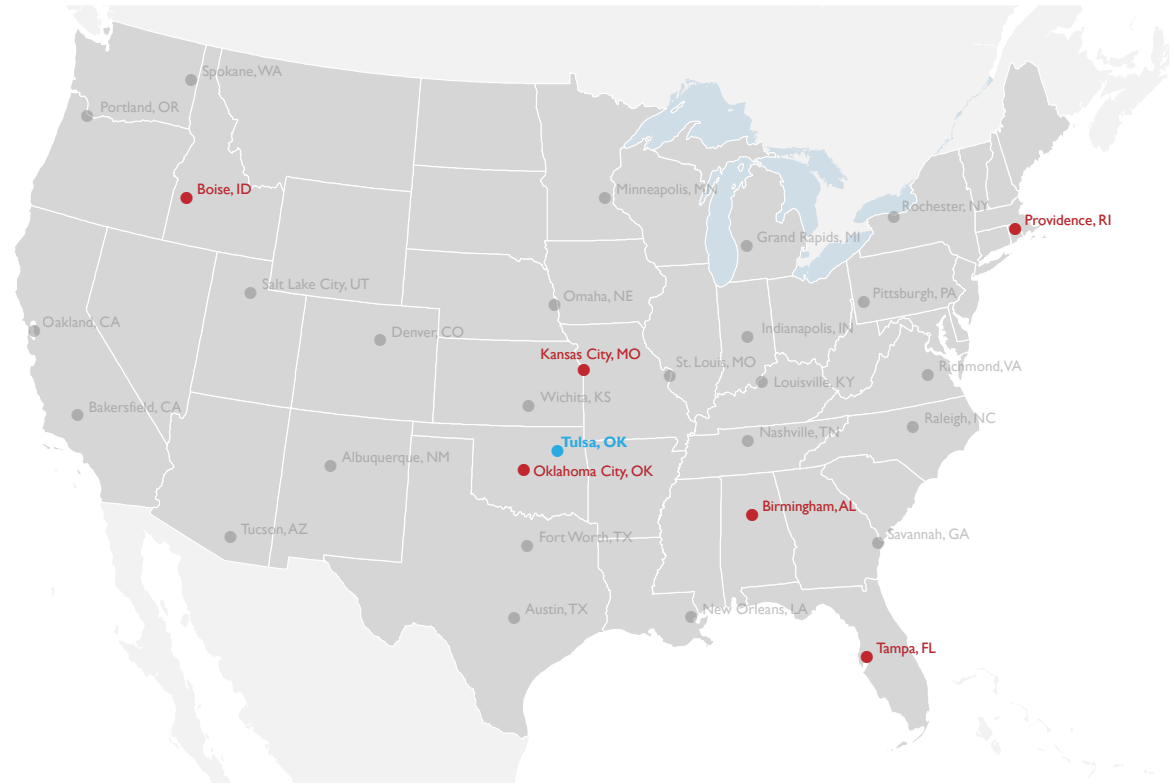 Spokane, WA
Portland, OR
Boise, ID
Minneapolis, MN
Rochester, NY
Providence, RI
Grand Rapids, MI
Salt Lake City, UT
Omaha, NE
Pittsburgh, PA
Oakland, CA
Denver, CO
Indianapolis, IN
Kansas City, MO
St. Louis, MO
Richmond, VA
Louisville, KY
Bakersfield, CA
Wichita, KS
Raleigh, NC
Nashville, TN
Tulsa, OK
Albuquerque, NM
Oklahoma City, OK
Birmingham, AL
Tucson, AZ
Fort Worth, TX
Savannah, GA
Austin, TX
New Orleans, LA
Tampa, FL